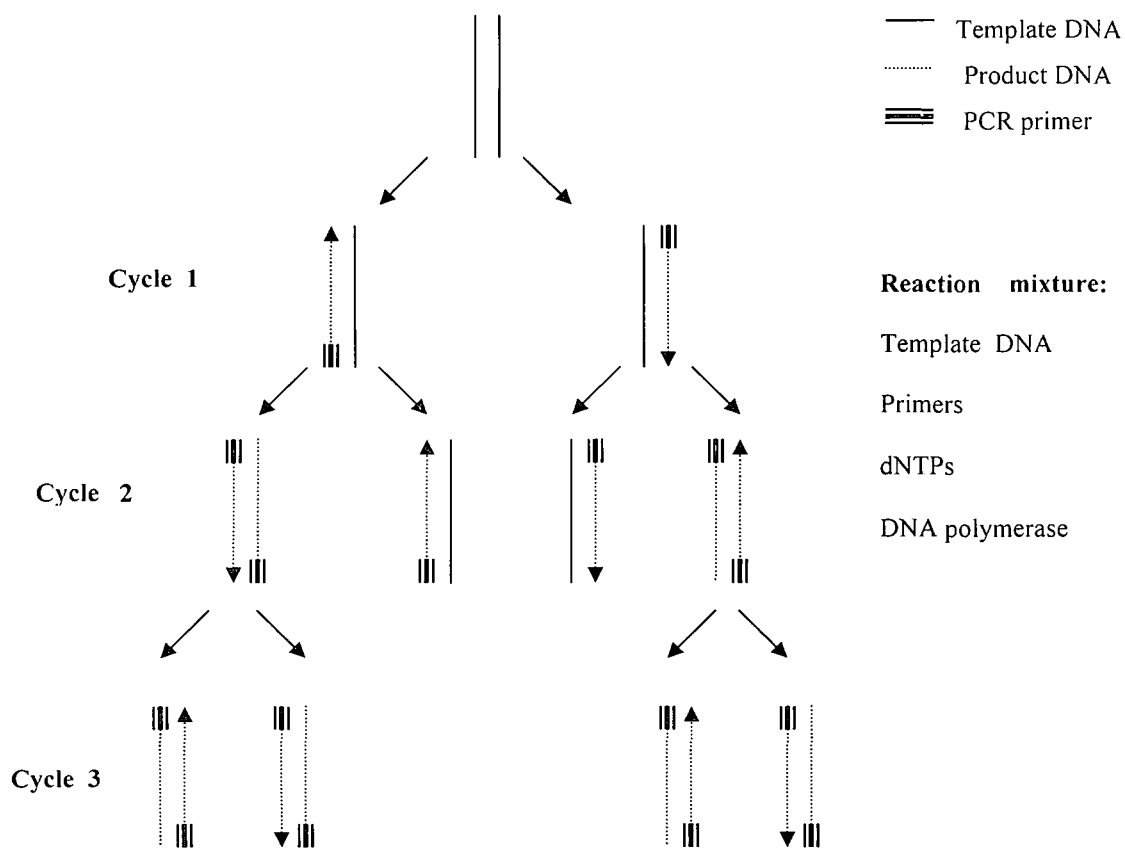 Template DNA
Product DNA
PCR primer
Cycle 1
Reaction mixture:
Template DNA
Primers
dNTPs
DNA polymerase
Cycle 2
Cycle 3